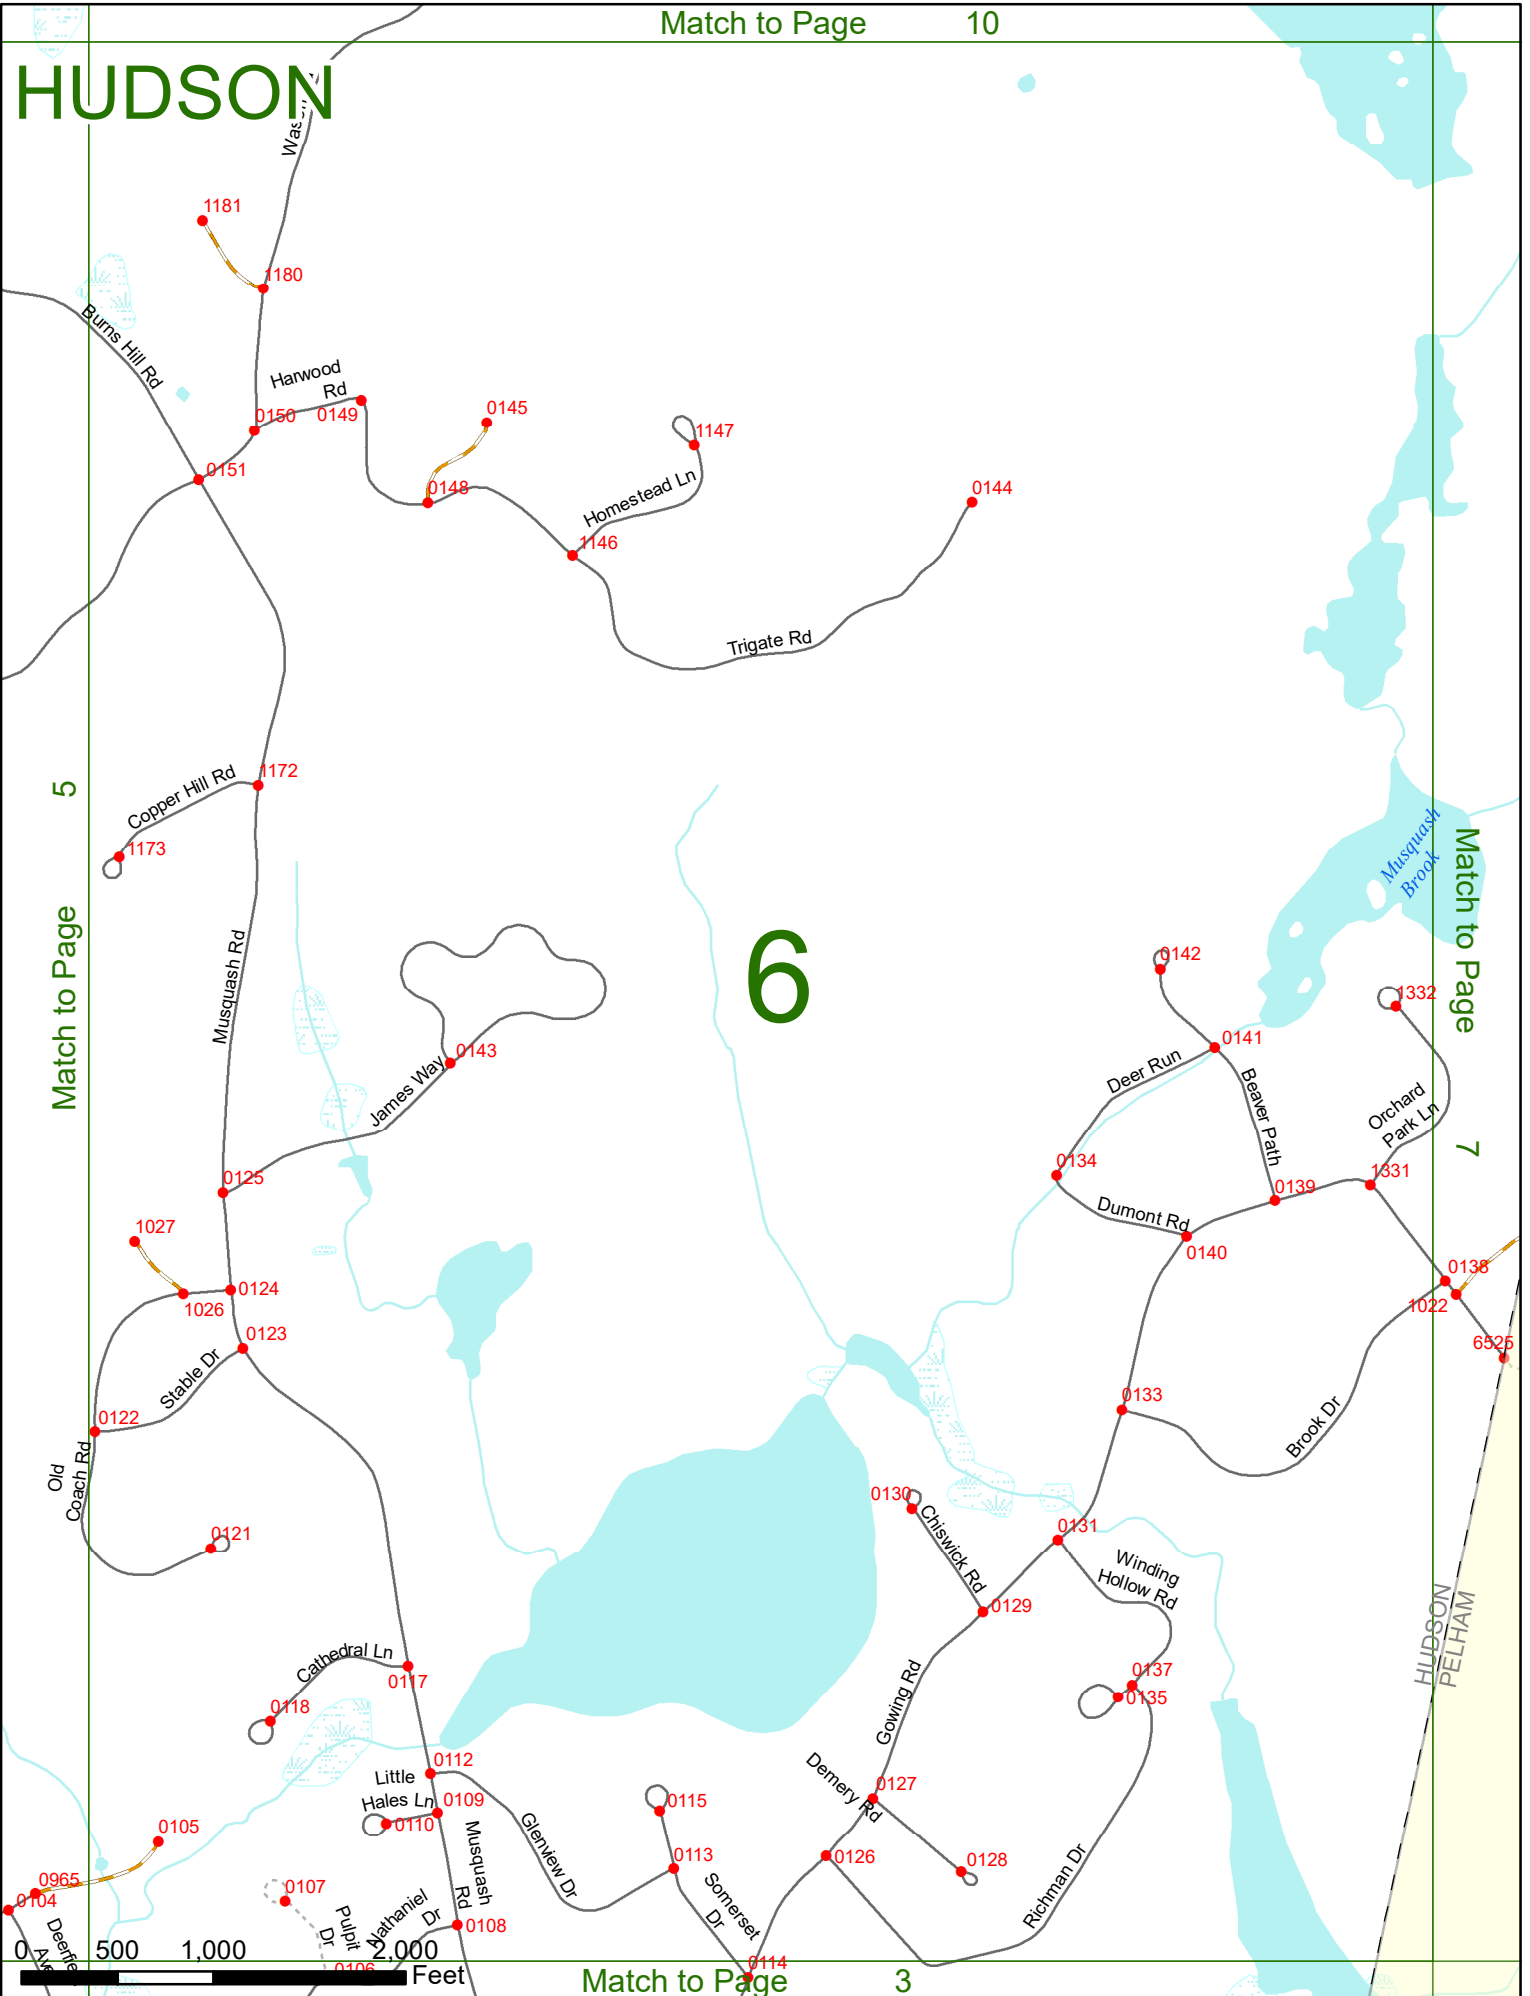 Match to Page 10
HUDSON
1181
1180
Burns Hill Rd
Harwood
Rd
0150
0149
0145
1147
0151
0148
Homestead Ln
0144
1146
Trigate Rd
1172
Copper Hill Rd
1173
5
Match to Page
Musquash
Brook
Match to Page
7
Musquash Rd
6
0142
1332
0143
0141
James Way
Deer Run
Beaver Path
Orchard
Park Ln
0134
0125
0139
1331
Dumont Rd
0140
1027
0124
1026
0138
1022
0123
6525
Stable Dr
0122
0133
Brook Dr
Old
Coach Rd
0130
Chiswick Rd
0121
0131
Winding
Hollow Rd
0129
HUDSON
PELHAM
Cathedral Ln
0117
0118
Gowing Rd
0137
0135
0112
Little
Hales Ln
0109
0110
Demery Rd
0127
0115
Glenview Dr
Musquash
Rd
0105
0113
0126
0128
0965
0104
0107
Somerset
Dr
Richman Dr
Pulpit
Dr
Nathaniel
Dr
0108
0106
0114
0 500 1,000 2,000
Feet
Match to Page 3